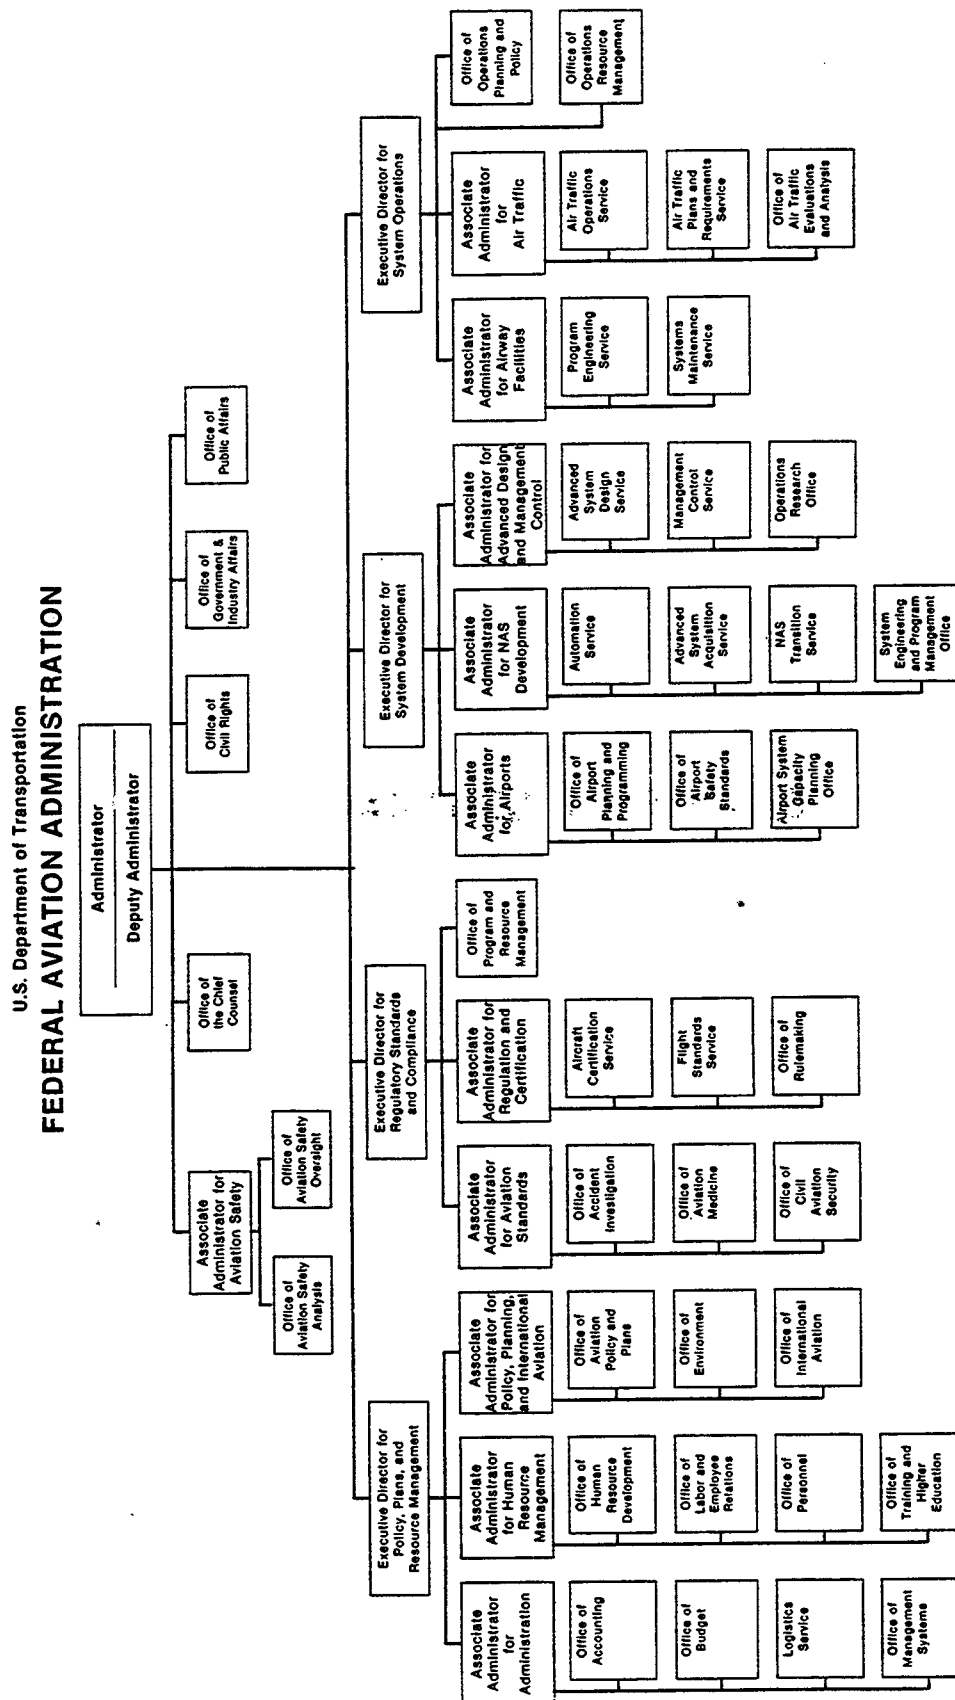 U.S. Department of Transportation
FEDERAL AVIATION ADMINISTRATION
Administrator
Deputy Administrator
Associate
Administrator for
Aviation Safety
Office of
the Chief
Counsel
Office of
Civil Rights
Office of
Government &
Industry Affairs
Office of
Public Affairs
Office of
Aviation Safety
Analysis
Office of
Aviation Safety
Oversight
Executive Director for
Policy, Plans, and
Resource Management
Executive Director for
Regulatory Standards
and Compliance
Executive Director for
System Development
Executive Director for
System Operations
Associate
Administrator
for
Administration
Office of
Accounting
Office of
Budget
Logistics
Service
Office of
Management
Systems
Associate
Administrator
for Human
Resource
Management
Office of
Human
Resource
Development
Office of
Labor and
Employee
Relations
Office of
Personnel
Office of
Training and
Higher
Education
Associate
Administrator for
Policy, Planning,
and International
Aviation
Office of
Aviation
Policy and
Plans
Office of
Environment
Office of
International
Aviation
Associate
Administrator
for Aviation
Standards
Office of
Accident
Investigation
Office of
Aviation
Medicine
Office of
Civil
Aviation
Security
Associate
Administrator for
Regulation and
Certification
Aircraft
Certification
Service
Flight
Standards
Service
Office of
Rulemaking
Office of
Program and
Resource
Management
Associate
Administrator
for Airports
Office of
Airport
Planning and
Programming
Office of
Airport
Safety
Standards
Airport System
Capacity
Planning
Office
Associate
Administrator
for NAS
Development
Automation
Service
Advanced
System
Acquisition
Service
NAS
Transition
Service
System
Engineering
and Program
Management
Office
Associate
Administrator for
Advanced Design
and Management
Control
Advanced
System
Design
Service
Management
Control
Service
Operations
Research
Office
Associate
Administrator
for Airway
Facilities
Program
Engineering
Service
Systems
Maintenance
Service
Associate
Administrator
for
Air Traffic
Air Traffic
Operations
Service
Air Traffic
Plans and
Requirements
Service
Office of
Air Traffic
Evaluations
and Analysis
Office of
Operations
Planning and
Policy
Office of
Operations
Resource
Management